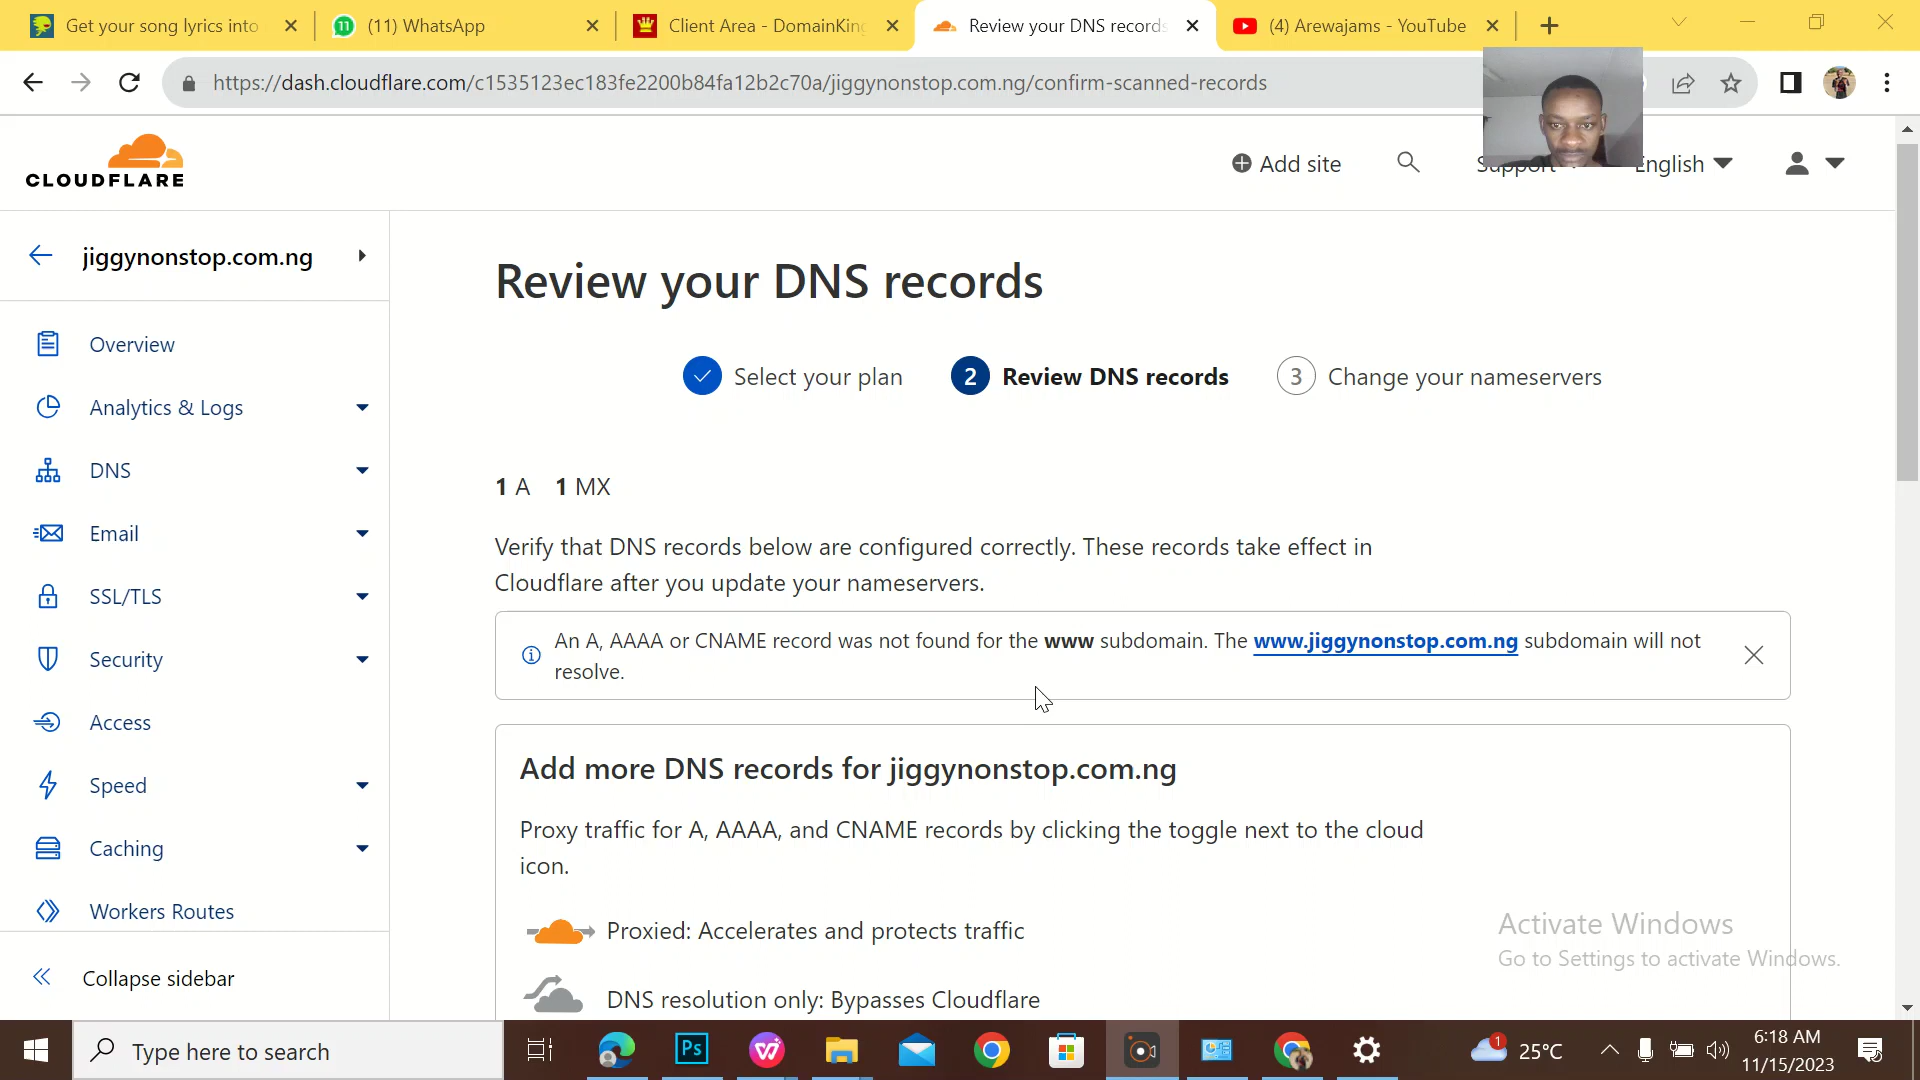 Get your song lyrics into
(11) WhatsApp
Client Area - DomainKing
Review your DNS records
(4) Arewajams - YouTube
https://dash.cloudflare.com/c1535123ec183fe2200b84fa12b2c70a/jiggynonstop.com.ng/confirm-scanned-records
CLOUDFLARE
Add site
Support
English
jiggynonstop.com.ng
Overview
Analytics & Logs
DNS
Email
SSL/TLS
Security
Access
Speed
Caching
Workers Routes
Collapse sidebar
Review your DNS records
Select your plan
2 Review DNS records
3 Change your nameservers
1 A 1 MX
Verify that DNS records below are configured correctly. These records take effect in
Cloudflare after you update your nameservers.
An A, AAAA or CNAME record was not found for the www subdomain. The www.jiggynonstop.com.ng subdomain will not
resolve.
Add more DNS records for jiggynonstop.com.ng
Proxy traffic for A, AAAA, and CNAME records by clicking the toggle next to the cloud
icon.
Proxied: Accelerates and protects traffic
DNS resolution only: Bypasses Cloudflare
Activate Windows
Go to Settings to activate Windows.
Type here to search
Ps
1
25°C
6:18 AM
11/15/2023